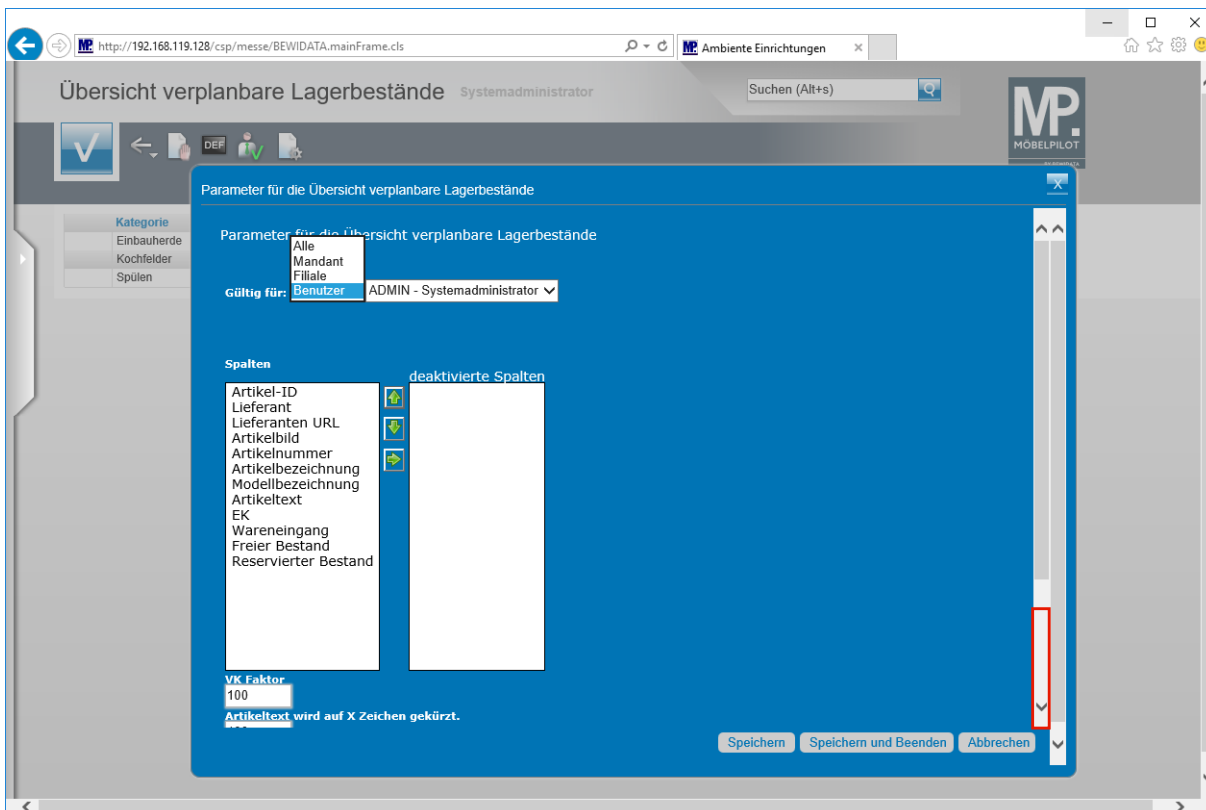 http://192.168.119.128/csp/messe/BEWIDATA.mainFrame.cls
Ambiente Einrichtungen
Übersicht verplanbare Lagerbestände Systemadministrator
Suchen (Alt+s)
MP.
MÖBELPILOT
DEF
Parameter für die Übersicht verplanbare Lagerbestände
X
Kategorie
Einbauherde
Kochfelder
Spülen
Parameter für die Übersicht verplanbare Lagerbestände
Alle
Mandant
Filiale
Gültig für: Benutzer ADMIN - Systemadministrator
Spalten
deaktivierte Spalten
Artikel-ID
Lieferant
Lieferanten URL
Artikelbild
Artikelnummer
Artikelbezeichnung
Modellbezeichnung
Artikeltext
EK
Wareneingang
Freier Bestand
Reservierter Bestand
VK Faktor
100
Artikeltext wird auf X Zeichen gekürzt.
Speichern Speichern und Beenden Abbrechen